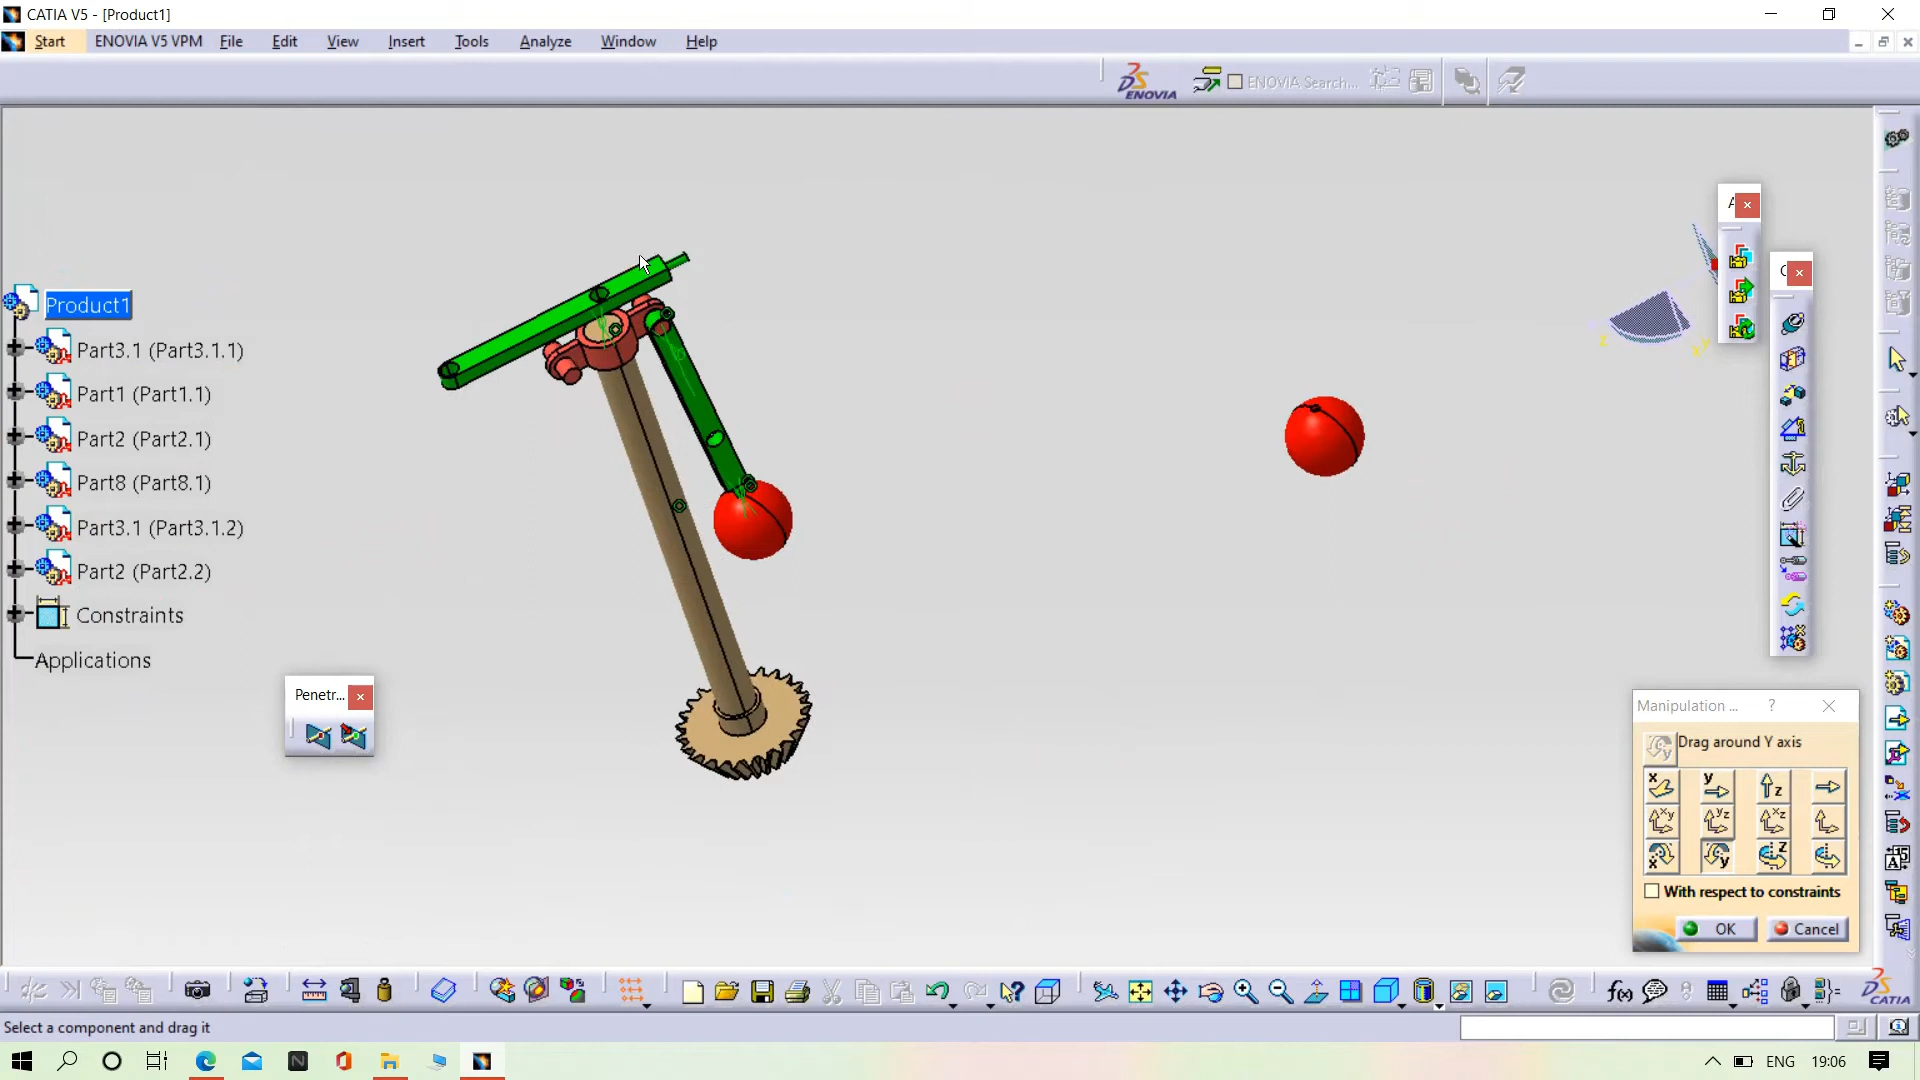 CATIA V5 - [Product1]
Start ENOVIA V5 VPM File Edit View Insert Tools Analyze Window Help
ENOVIA ENOVIA Search...
Product1
Part3.1 (Part3.1.1)
Part1 (Part1.1)
Part2 (Part2.1)
Part8 (Part8.1)
Part3.1 (Part3.1.2)
Part2 (Part2.2)
Constraints
Applications
Penetr...
Manipulation ... ?
Drag around Y axis
With respect to constraints
OK Cancel
f(x)
CATIA
Select a component and drag it
ENG 19:06